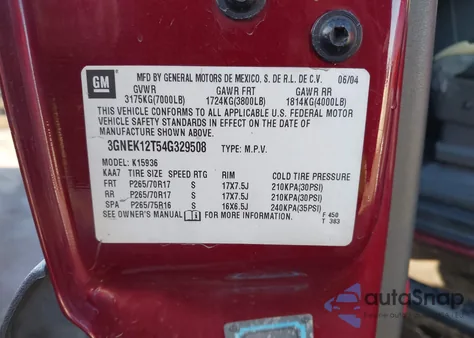 GM
MFD BY GENERAL MOTORS DE MEXICO. S. DE R.L. DE C.V. 06/04
GVWR GAWR FRT GAWR RR
3175KG(7000LB) 1724KG(3800LB) 1814KG(4000LB)
THIS VEHICLE CONFORMS TO ALL APPLICABLE U.S. FEDERAL MOTOR
VEHICLE SAFETY STANDARDS IN EFFECT ON THE DATE OF
MANUFACTURE SHOWN ABOVE.
3GNEK12T54G329508 TYPE: M.P.V.
MODEL: K15936
KAA7 TIRE SIZE SPEED RTG RIM COLD TIRE PRESSURE
FRT P265/70R17 S 17X7.5J 210KPA(30PSI)
RR P265/70R17 S 17X7.5J 210KPA(30PSI)
SPA P265/75R16 S 16X6.5J 240KPA(35PSI)
SEE OWNER'S MANUAL FOR MORE INFORMATION. F 450
T 383
autoSnap